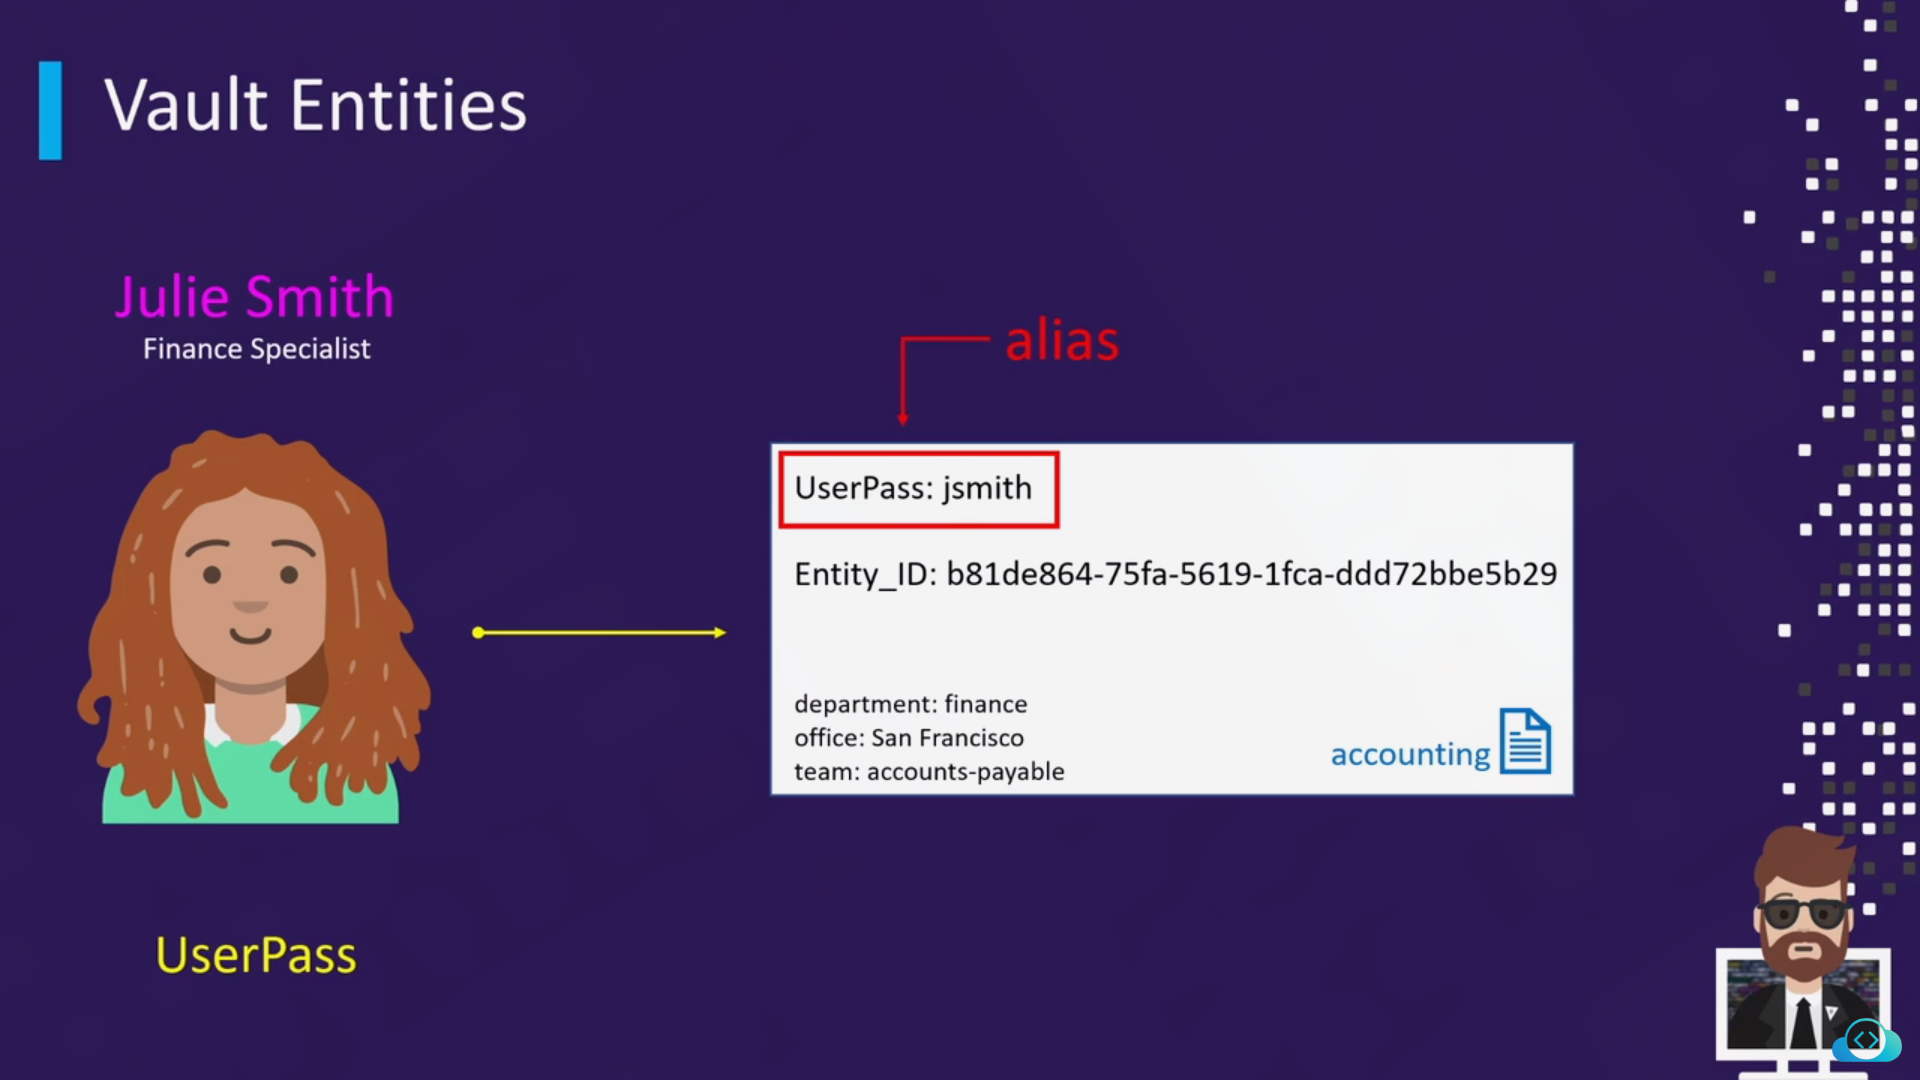 Vault Entities
Julie Smith
Finance Specialist
alias
UserPass: jsmith
Entity_ID: b81de864-75fa-5619-1fca-ddd72bbe5b29
department: finance
office: San Francisco
team: accounts-payable
accounting
UserPass